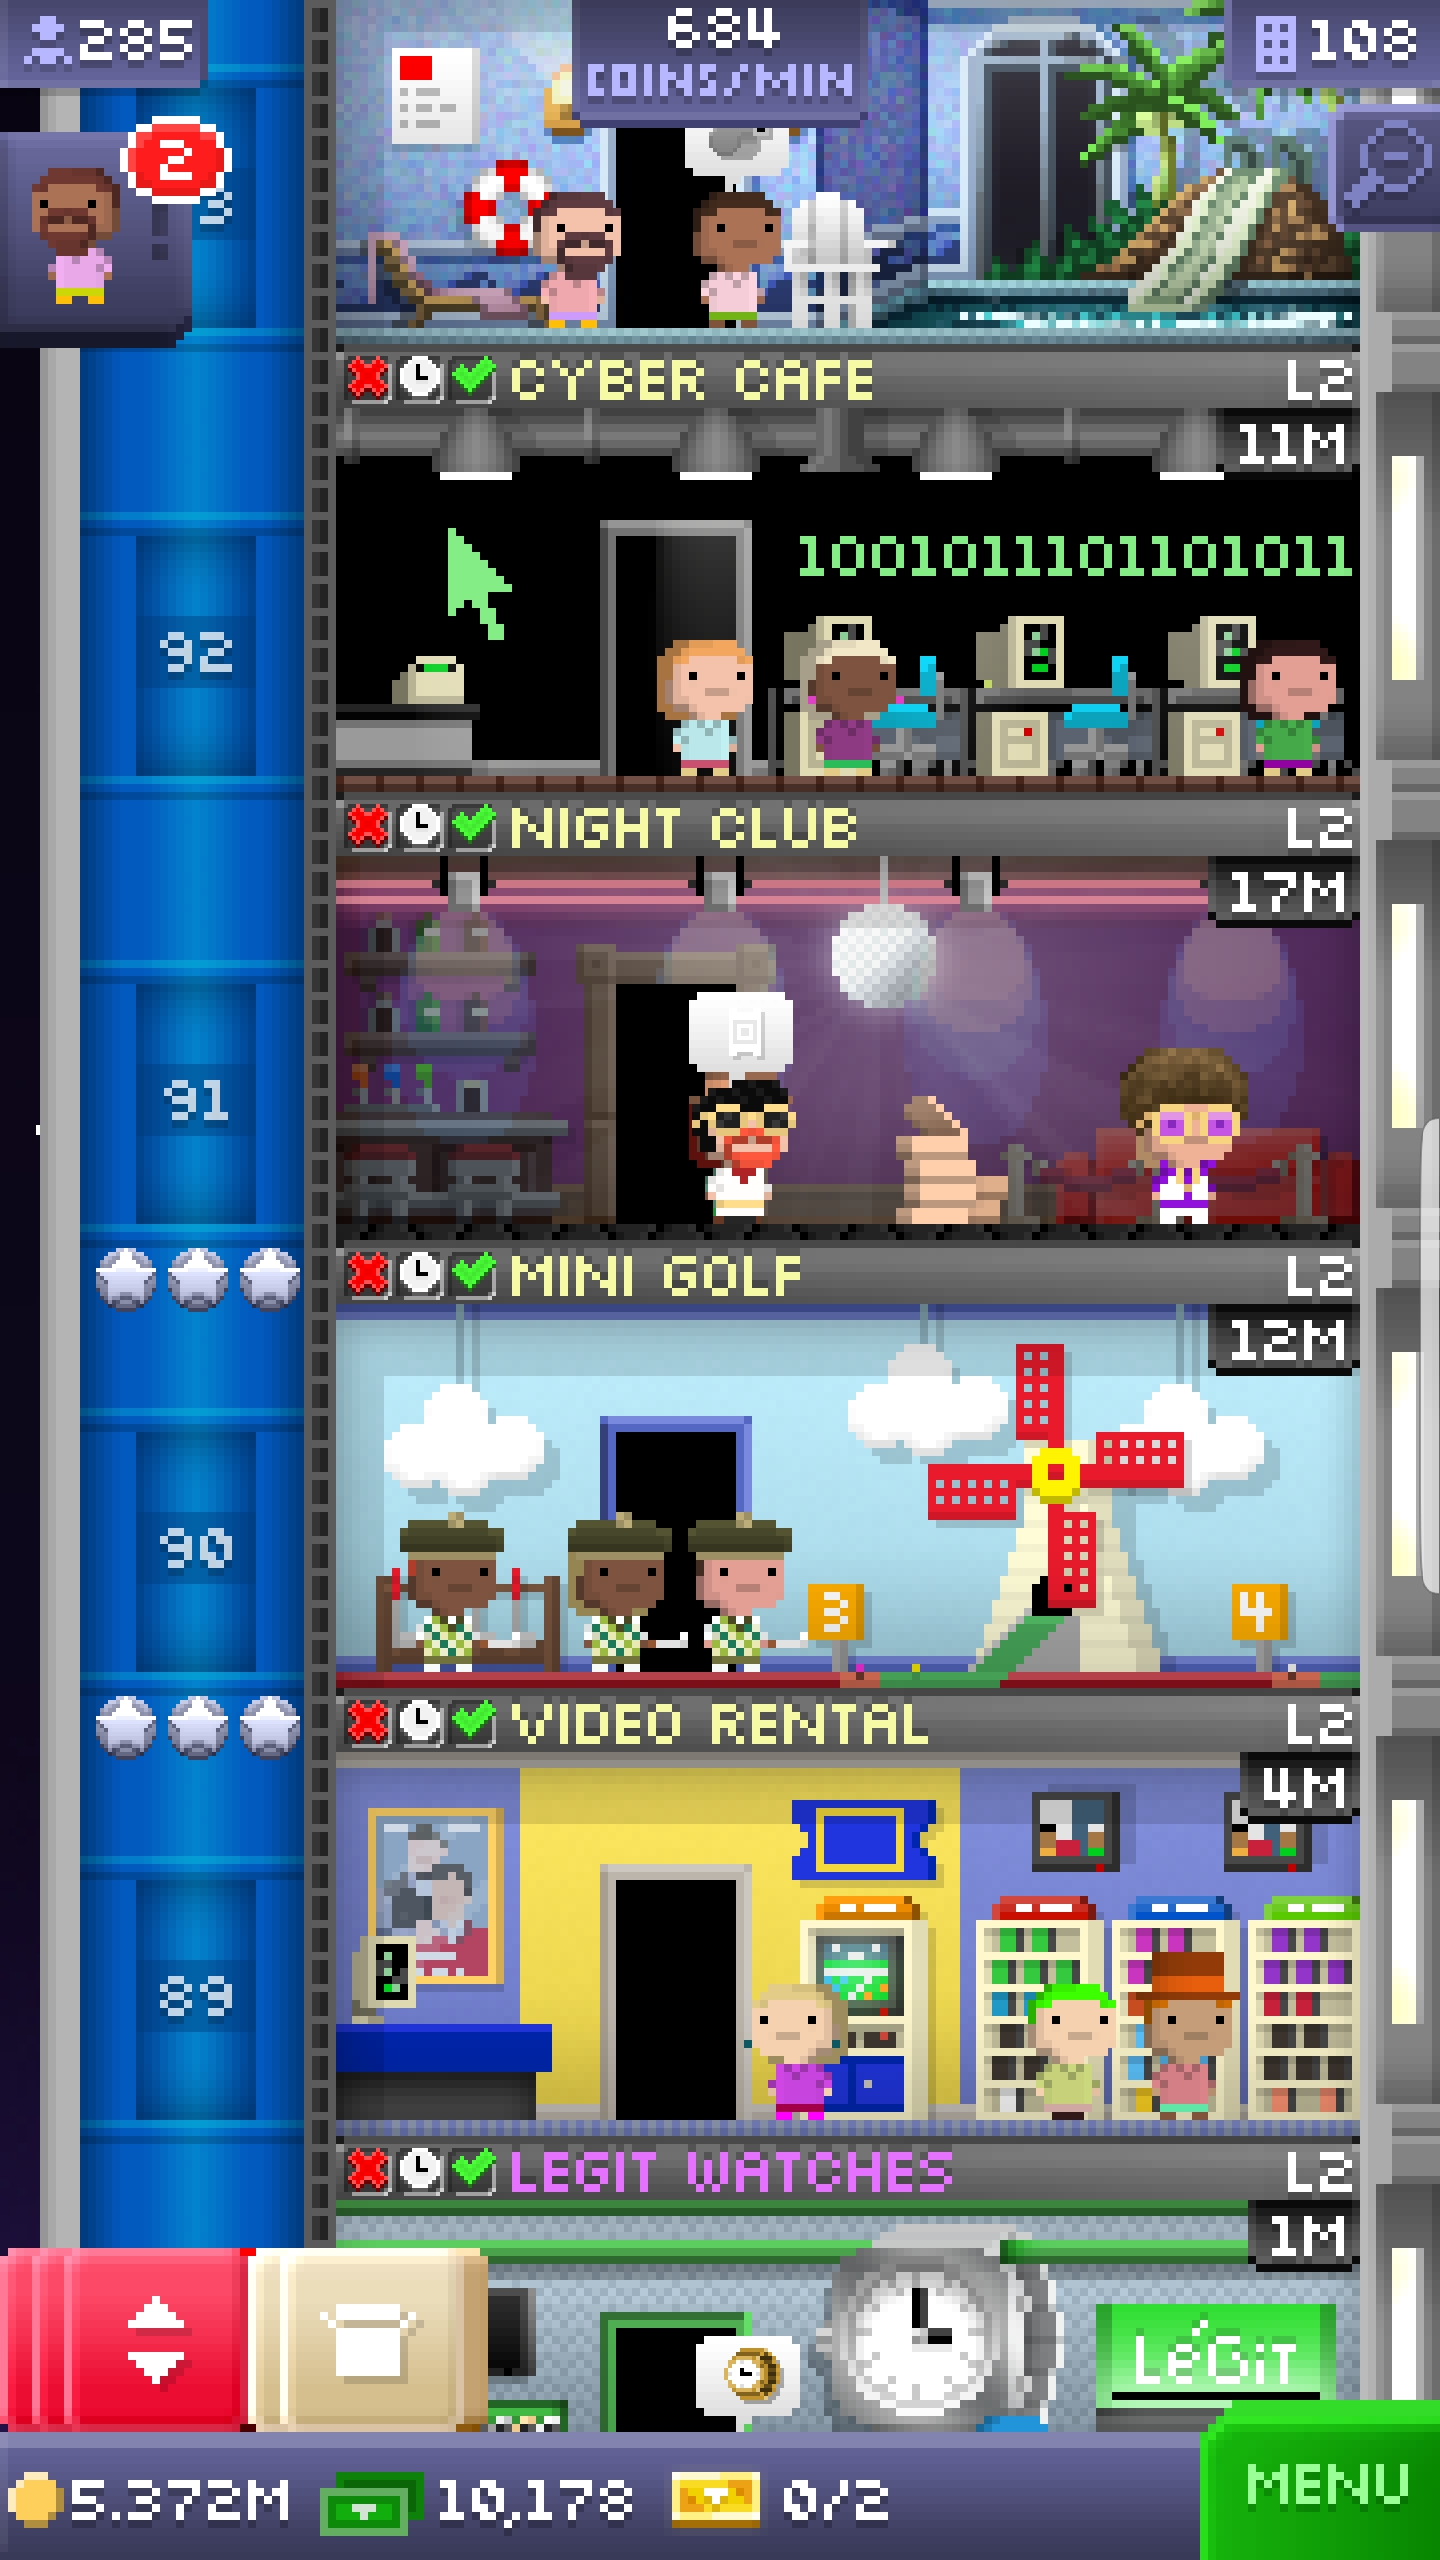 285
684
COINS/MIN
108
2
3
CYBER CAFE L2
11M
1001011101101011
92
NIGHT CLUB L2
17M
91
MINI GOLF L2
12M
90
3
4
VIDEO RENTAL L2
4M
89
LEGIT WATCHES L2
1M
LéGiT
5.372M 10,178 0/2
MENU